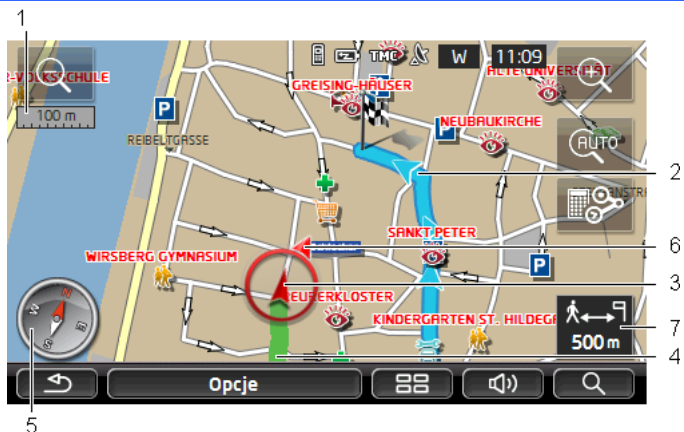 1
TMC W 11:09
R-VOLKSSCHULE
GREISING-HÄUSER
ALTE UNIVERSITÄT
100 m
P
P
P
NEUBAUKIRCHE
REIBELTGASSE
AUTO
2
SANKT PETER
6
WIRSBERG GYMNASIUM
P
3
N
W
E
S
EUERERKLOSTER
KINDERGARTEN ST. HILDEG
500 m
7
4
Opcje
5